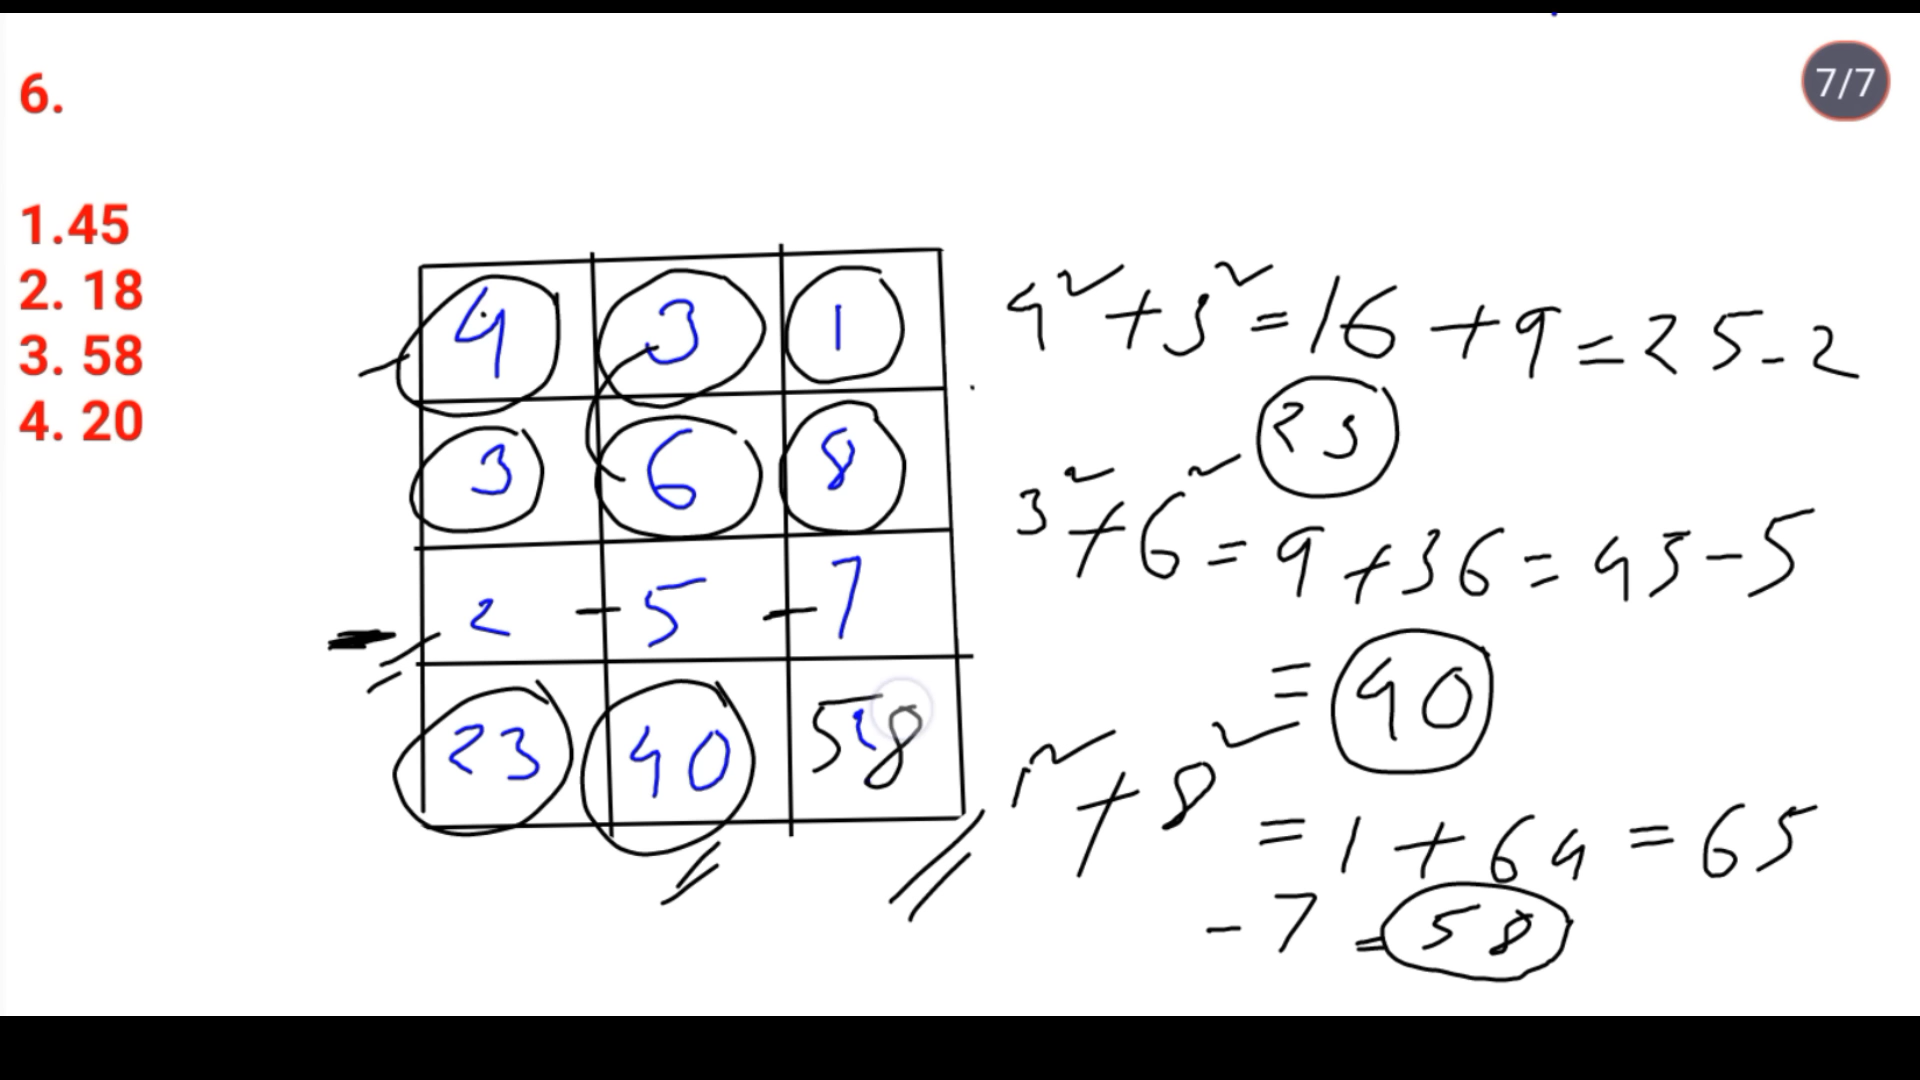 7/7
6.
1.45
2. 18
3. 58
4. 20
4 3 1
3 6 8
2 - 5 - 7
23 40 58
4² + 3² = 16 + 9 = 25 - 2
23
3² + 6² = 9 + 36 = 45 - 5
= 40
1² + 8² = 1 + 64 = 65
- 7 = 58